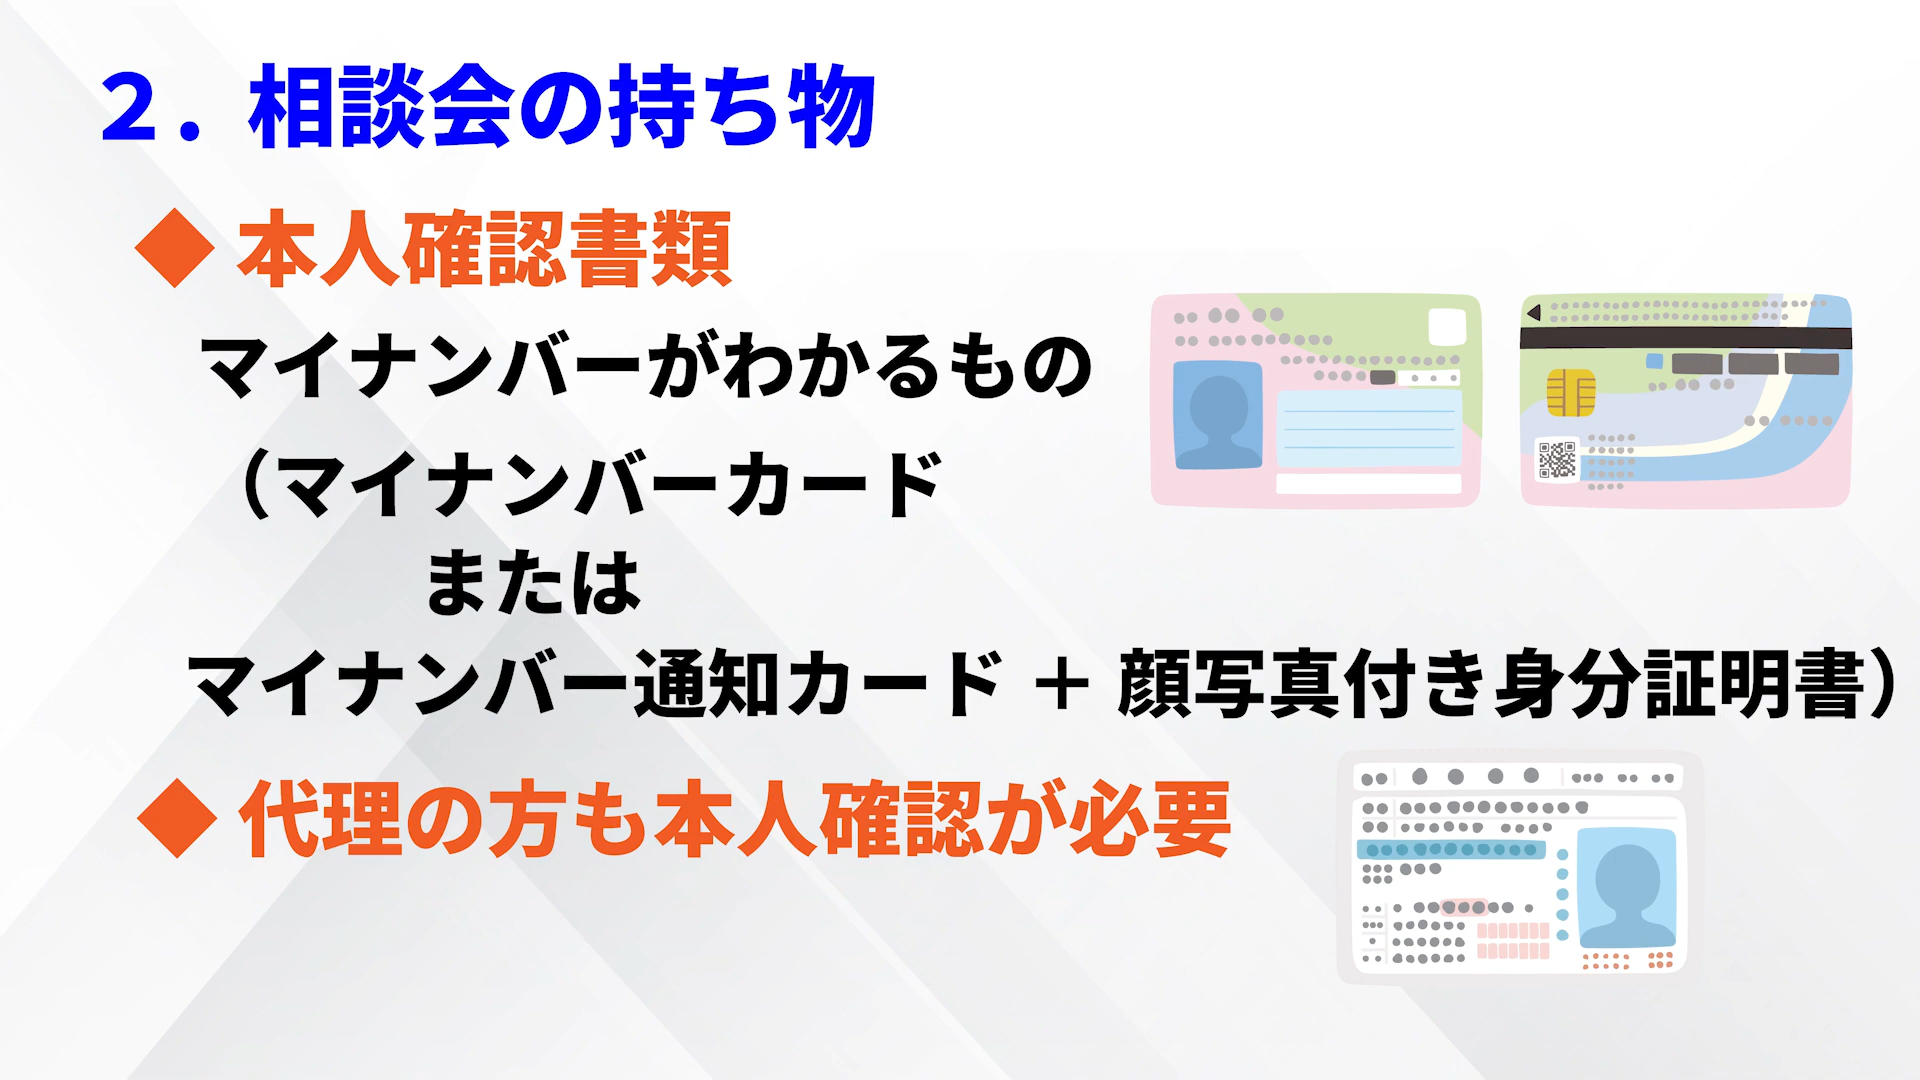 ２．相談会の持ち物
◆ 本人確認書類
マイナンバーがわかるもの
（マイナンバーカード
または
マイナンバー通知カード ＋ 顔写真付き身分証明書）
◆ 代理の方も本人確認が必要